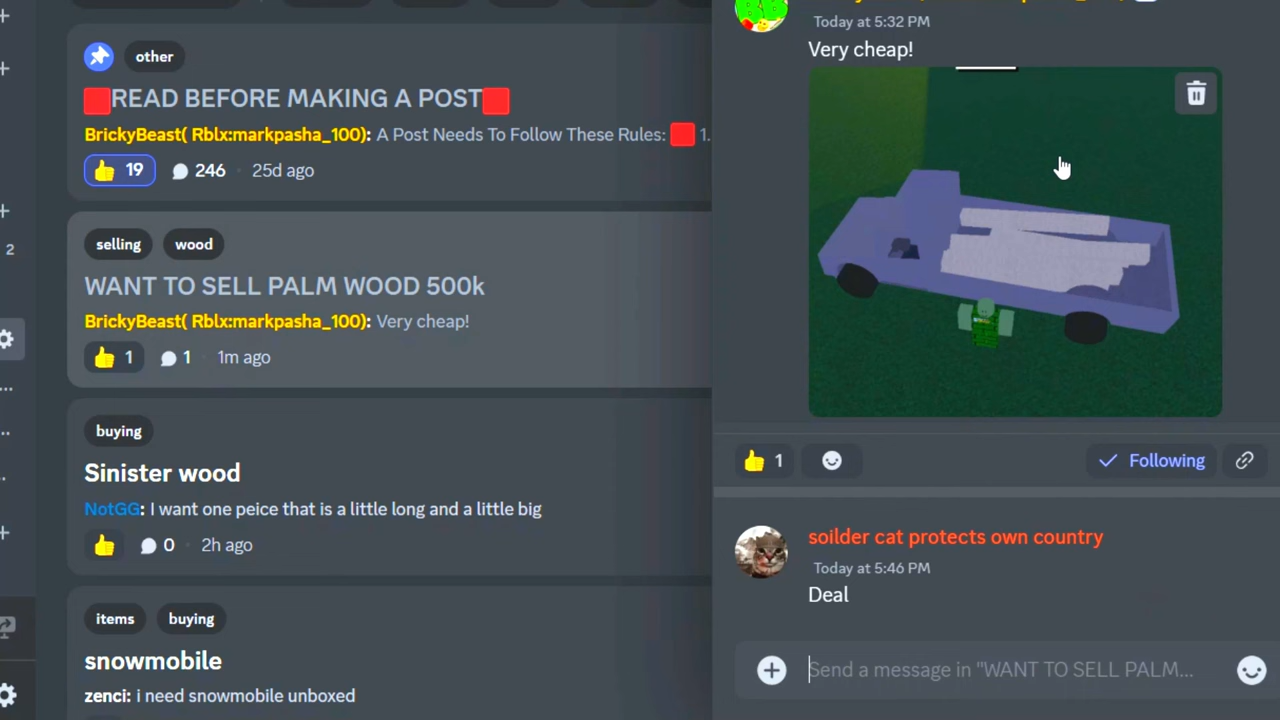 other
READ BEFORE MAKING A POST
BrickyBeast( Rblx:markpasha_100): A Post Needs To Follow These Rules: 1.
19 246 25d ago
selling wood
WANT TO SELL PALM WOOD 500k
BrickyBeast( Rblx:markpasha_100): Very cheap!
1 1 1m ago
buying
Sinister wood
NotGG: I want one peice that is a little long and a little big
0 2h ago
items buying
snowmobile
zenci: i need snowmobile unboxed
2
Today at 5:32 PM
Very cheap!
1 Following
soilder cat protects own country
Today at 5:46 PM
Deal
Send a message in "WANT TO SELL PALM...